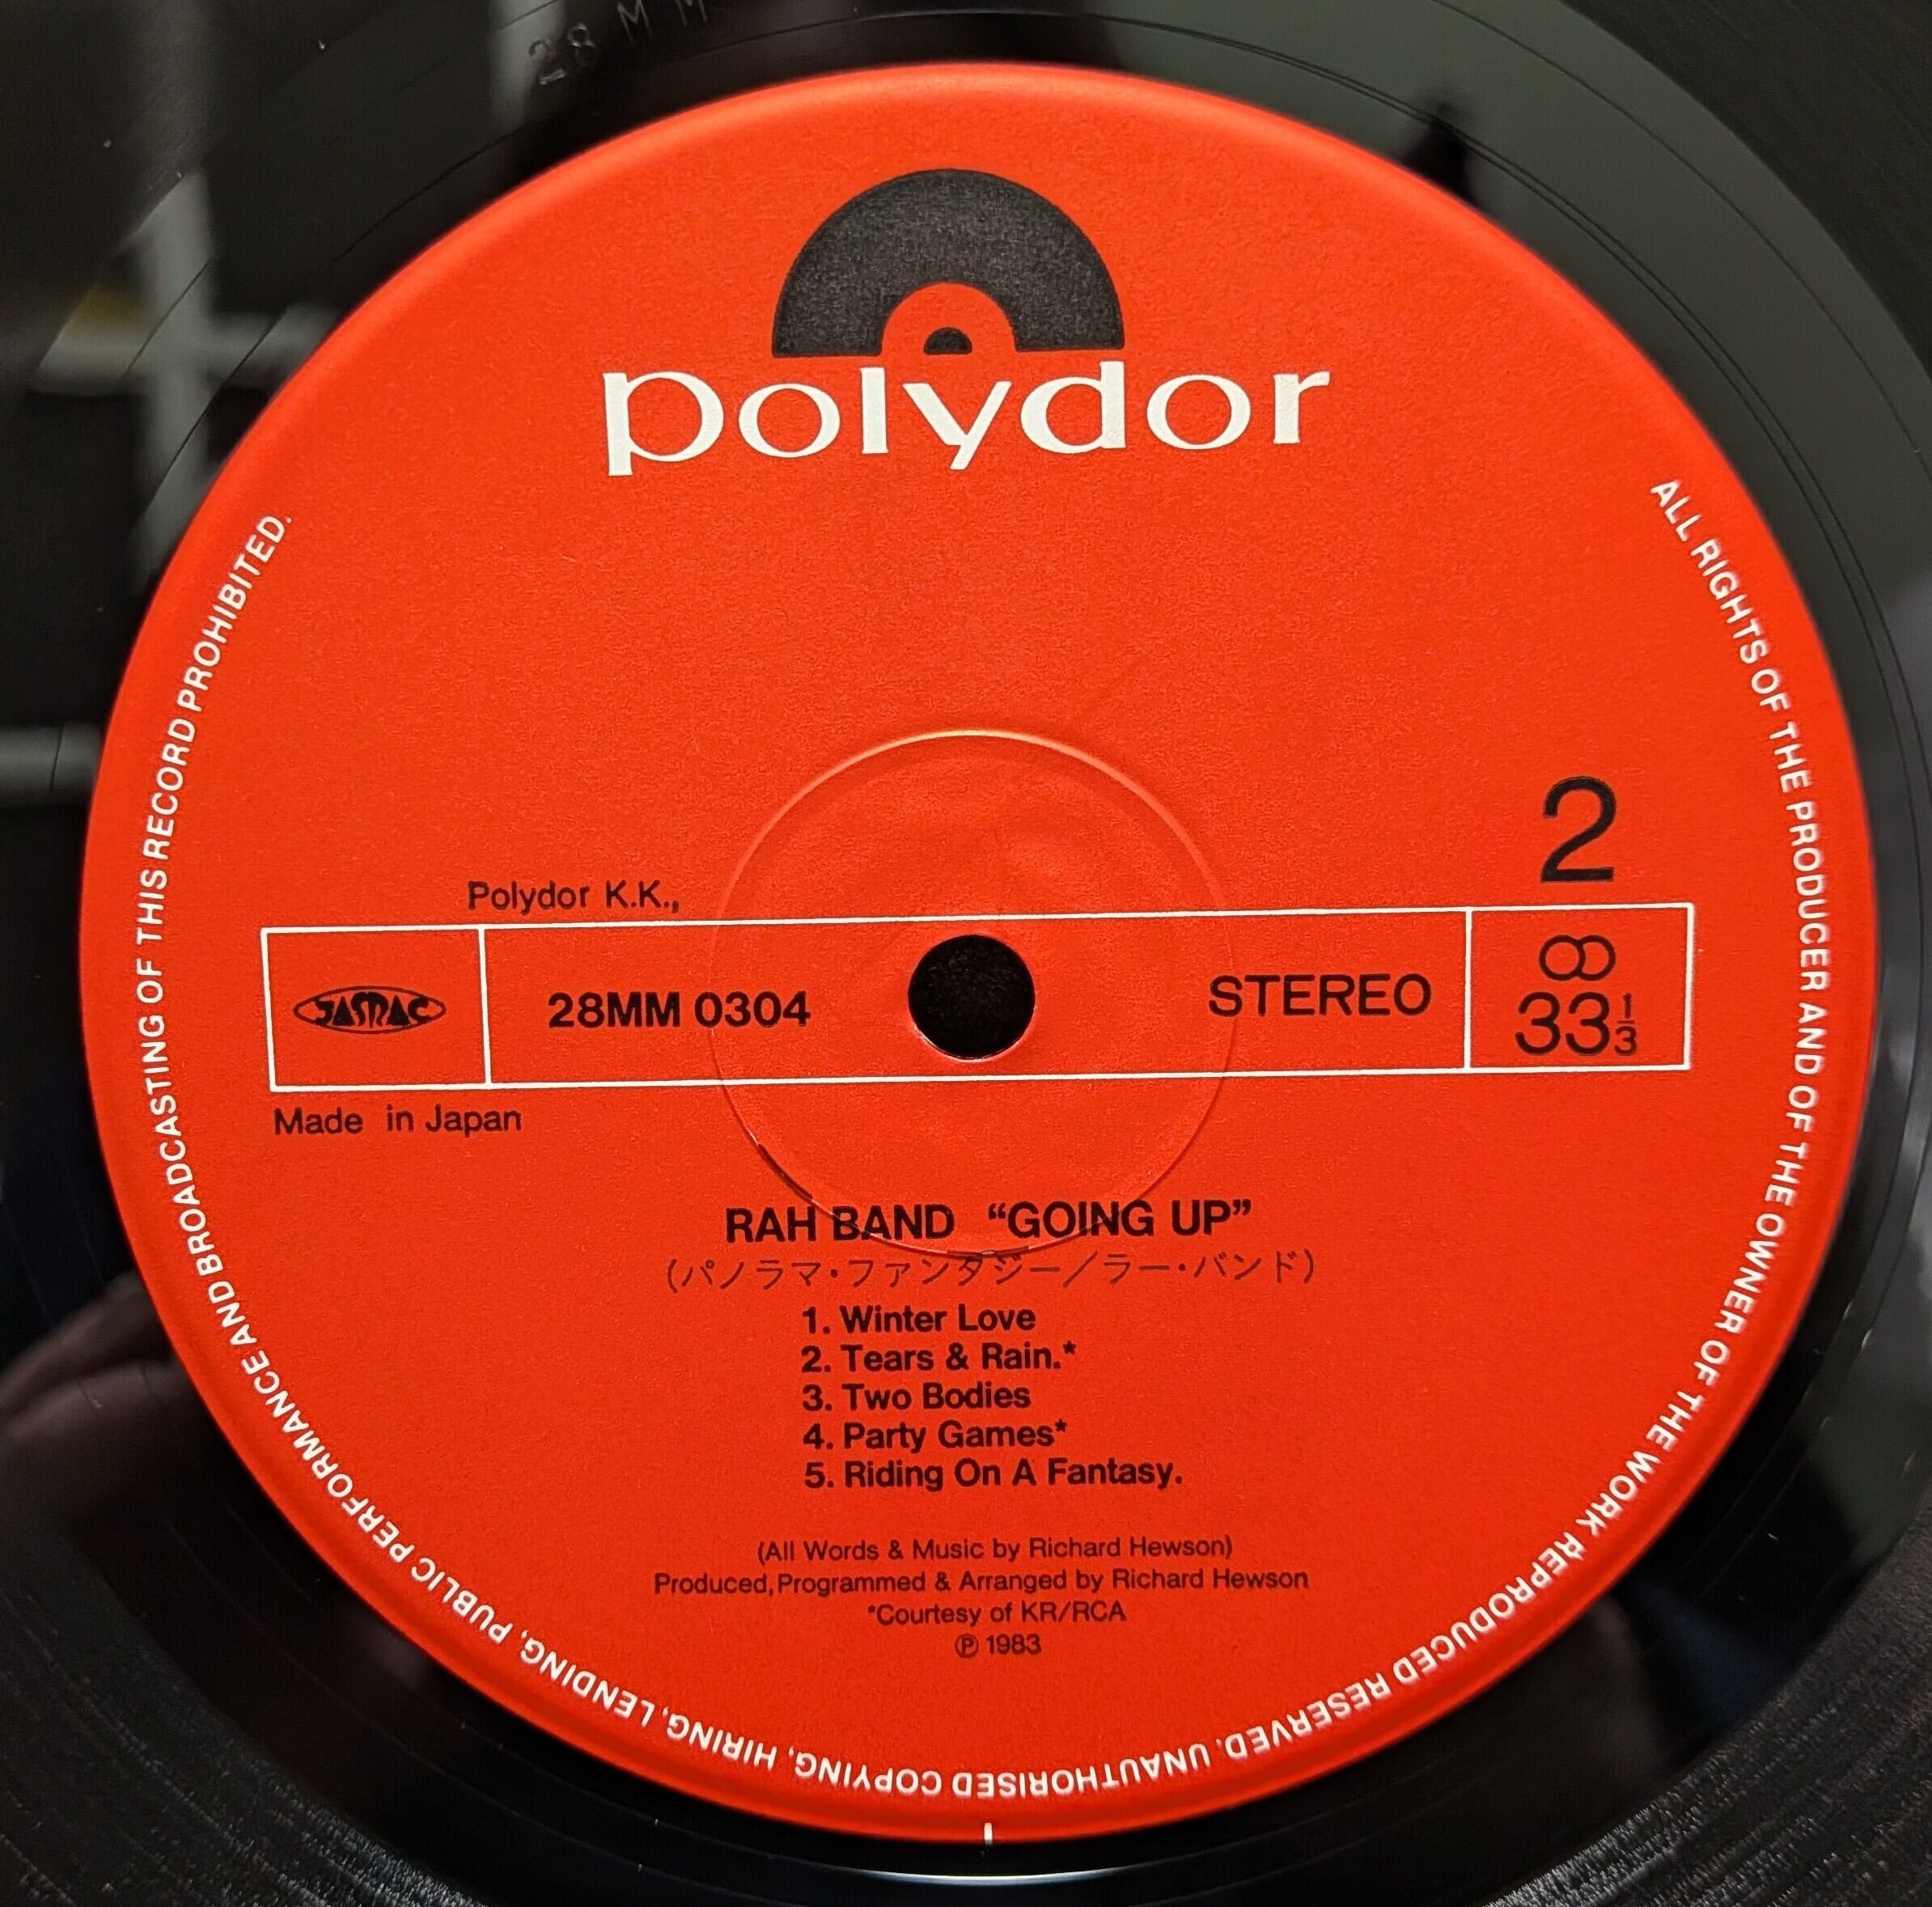 28MM
polydor
2
Polydor K.K.,
JASRAC
28MM 0304
STEREO
∞
33 1/3
Made in Japan
RAH BAND “GOING UP”
(パノラマ・ファンタジー／ラー・バンド)
1. Winter Love
2. Tears & Rain.*
3. Two Bodies
4. Party Games*
5. Riding On A Fantasy.
(All Words & Music by Richard Hewson)
Produced, Programmed & Arranged by Richard Hewson
*Courtesy of KR/RCA
Ⓟ 1983
ALL RIGHTS OF THE PRODUCER AND OF THE OWNER OF THE WORK REPRODUCED RESERVED. UNAUTHORISED COPYING, HIRING, LENDING, PUBLIC PERFORMANCE AND BROADCASTING OF THIS RECORD PROHIBITED.